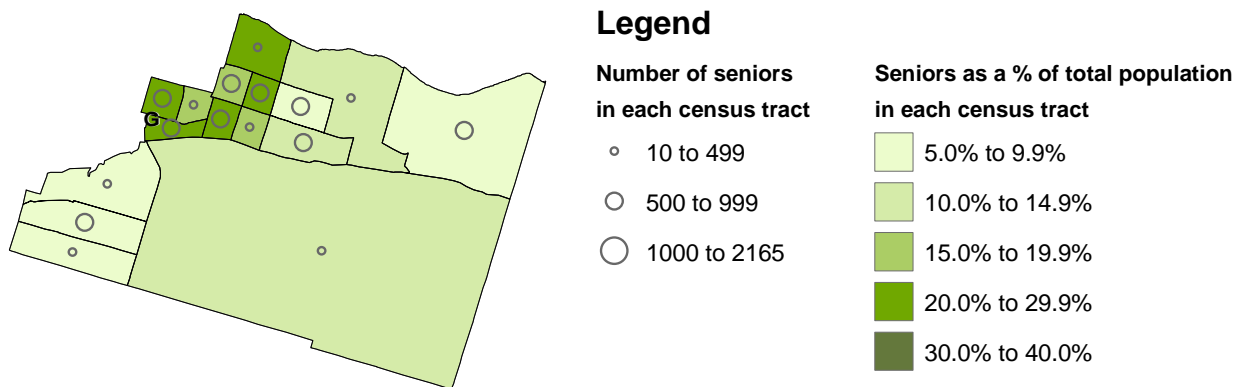 Legend
Number of seniors
in each census tract
10 to 499
500 to 999
1000 to 2165
Seniors as a % of total population
in each census tract
5.0% to 9.9%
10.0% to 14.9%
15.0% to 19.9%
20.0% to 29.9%
30.0% to 40.0%
G